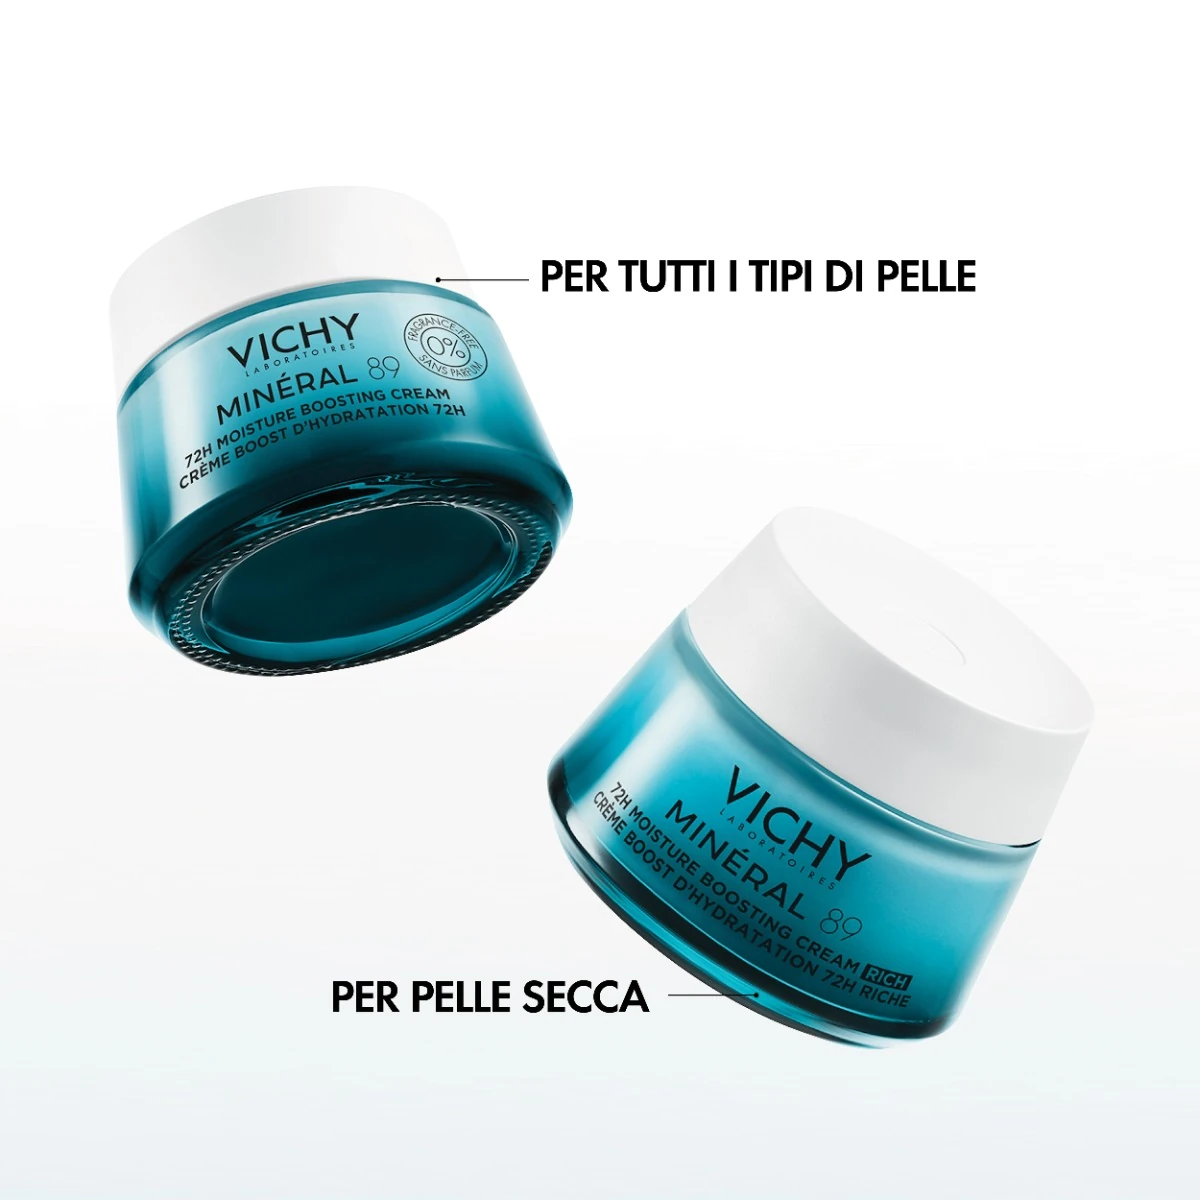 PER TUTTI I TIPI DI PELLE
VICHY
LABORATOIRES
MINÉRAL 89
72H MOISTURE BOOSTING CREAM
CRÈME BOOST D'HYDRATATION 72H
FRAGRANCE-FREE
0%
SANS PARFUM
VICHY
LABORATOIRES
MINÉRAL 89
72H MOISTURE BOOSTING CREAM RICH
CRÈME BOOST D'HYDRATATION 72H RICHE
PER PELLE SECCA